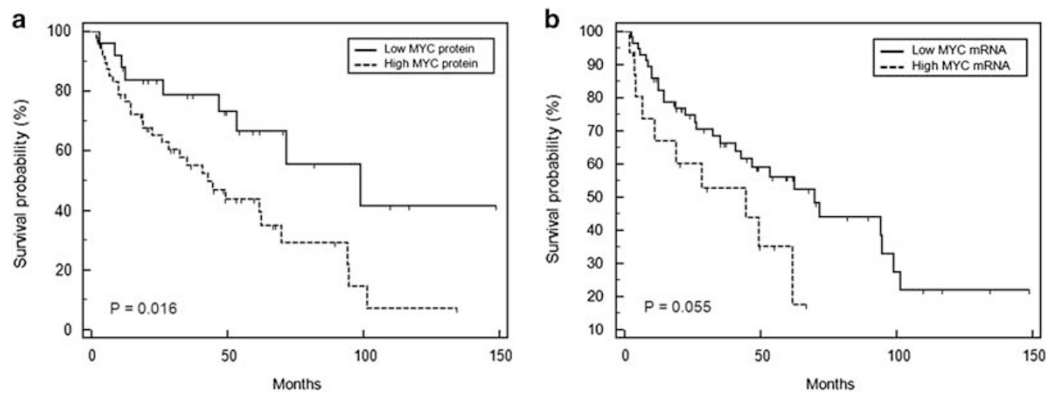 a
Low MYC protein
High MYC protein
Survival probability (%)
100
80
60
40
20
0
P = 0.016
0
50
100
150
Months
b
Low MYC mRNA
High MYC mRNA
Survival probability (%)
100
90
80
70
60
50
40
30
20
10
P = 0.055
0
50
100
150
Months